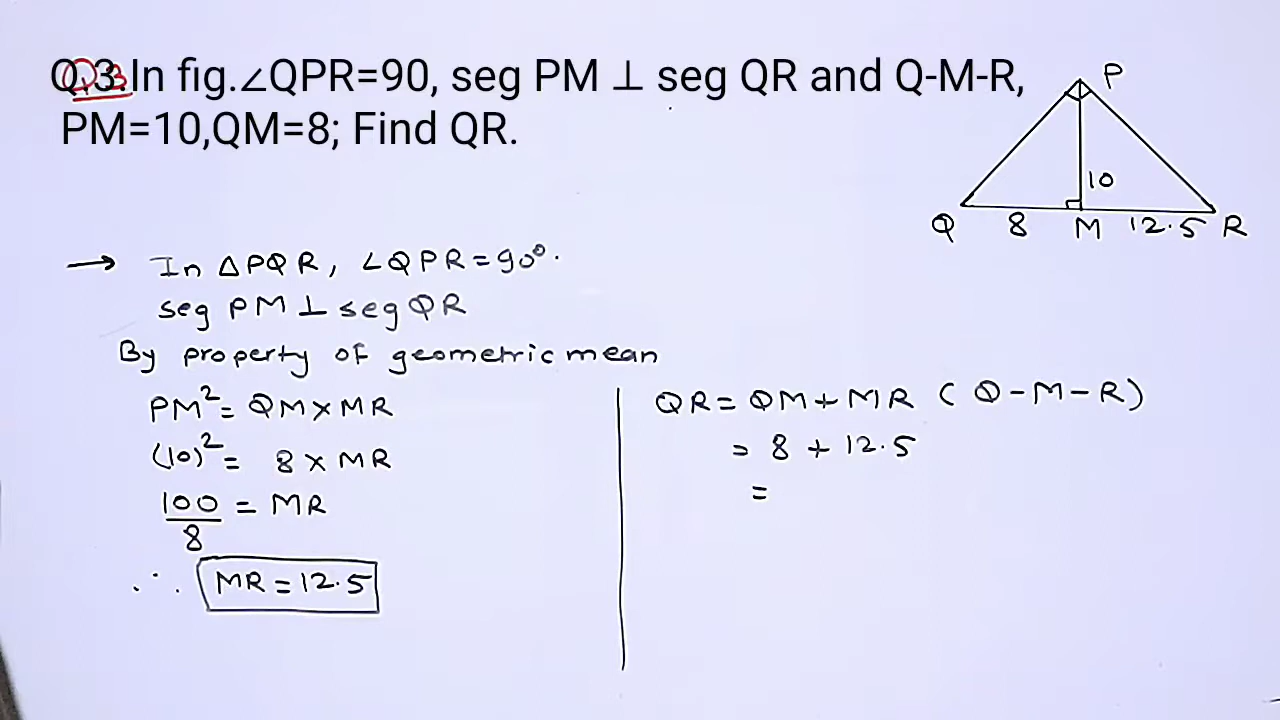 Q.3.In fig.∠QPR=90, seg PM ⊥ seg QR and Q-M-R,
Q.3
PM=10,QM=8; Find QR.
P
10
Q 8 M 12.5 R
→ In △PQR, ∠QPR=90°.
seg PM ⊥ seg QR
By property of geometric mean
PM² = QM × MR
(10)² = 8 × MR
100/8 = MR
∴ MR = 12.5
QR = QM + MR (Q-M-R)
= 8 + 12.5
=